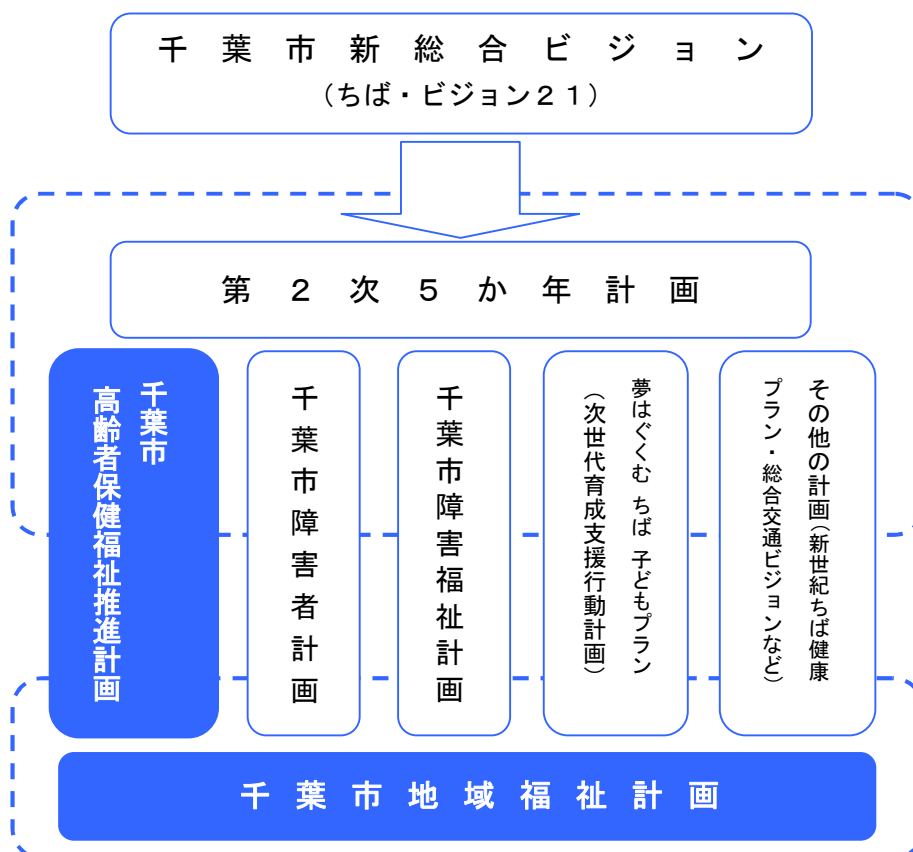 千葉市新総合ビジョン
（ちば・ビジョン２１）
第２次５か年計画
千葉市
高齢者保健福祉推進計画
千葉市障害者計画
千葉市障害福祉計画
夢はぐくむ ちば 子どもプラン
（次世代育成支援行動計画）
その他の計画（新世紀ちば健康
プラン・総合交通ビジョンなど）
千葉市地域福祉計画